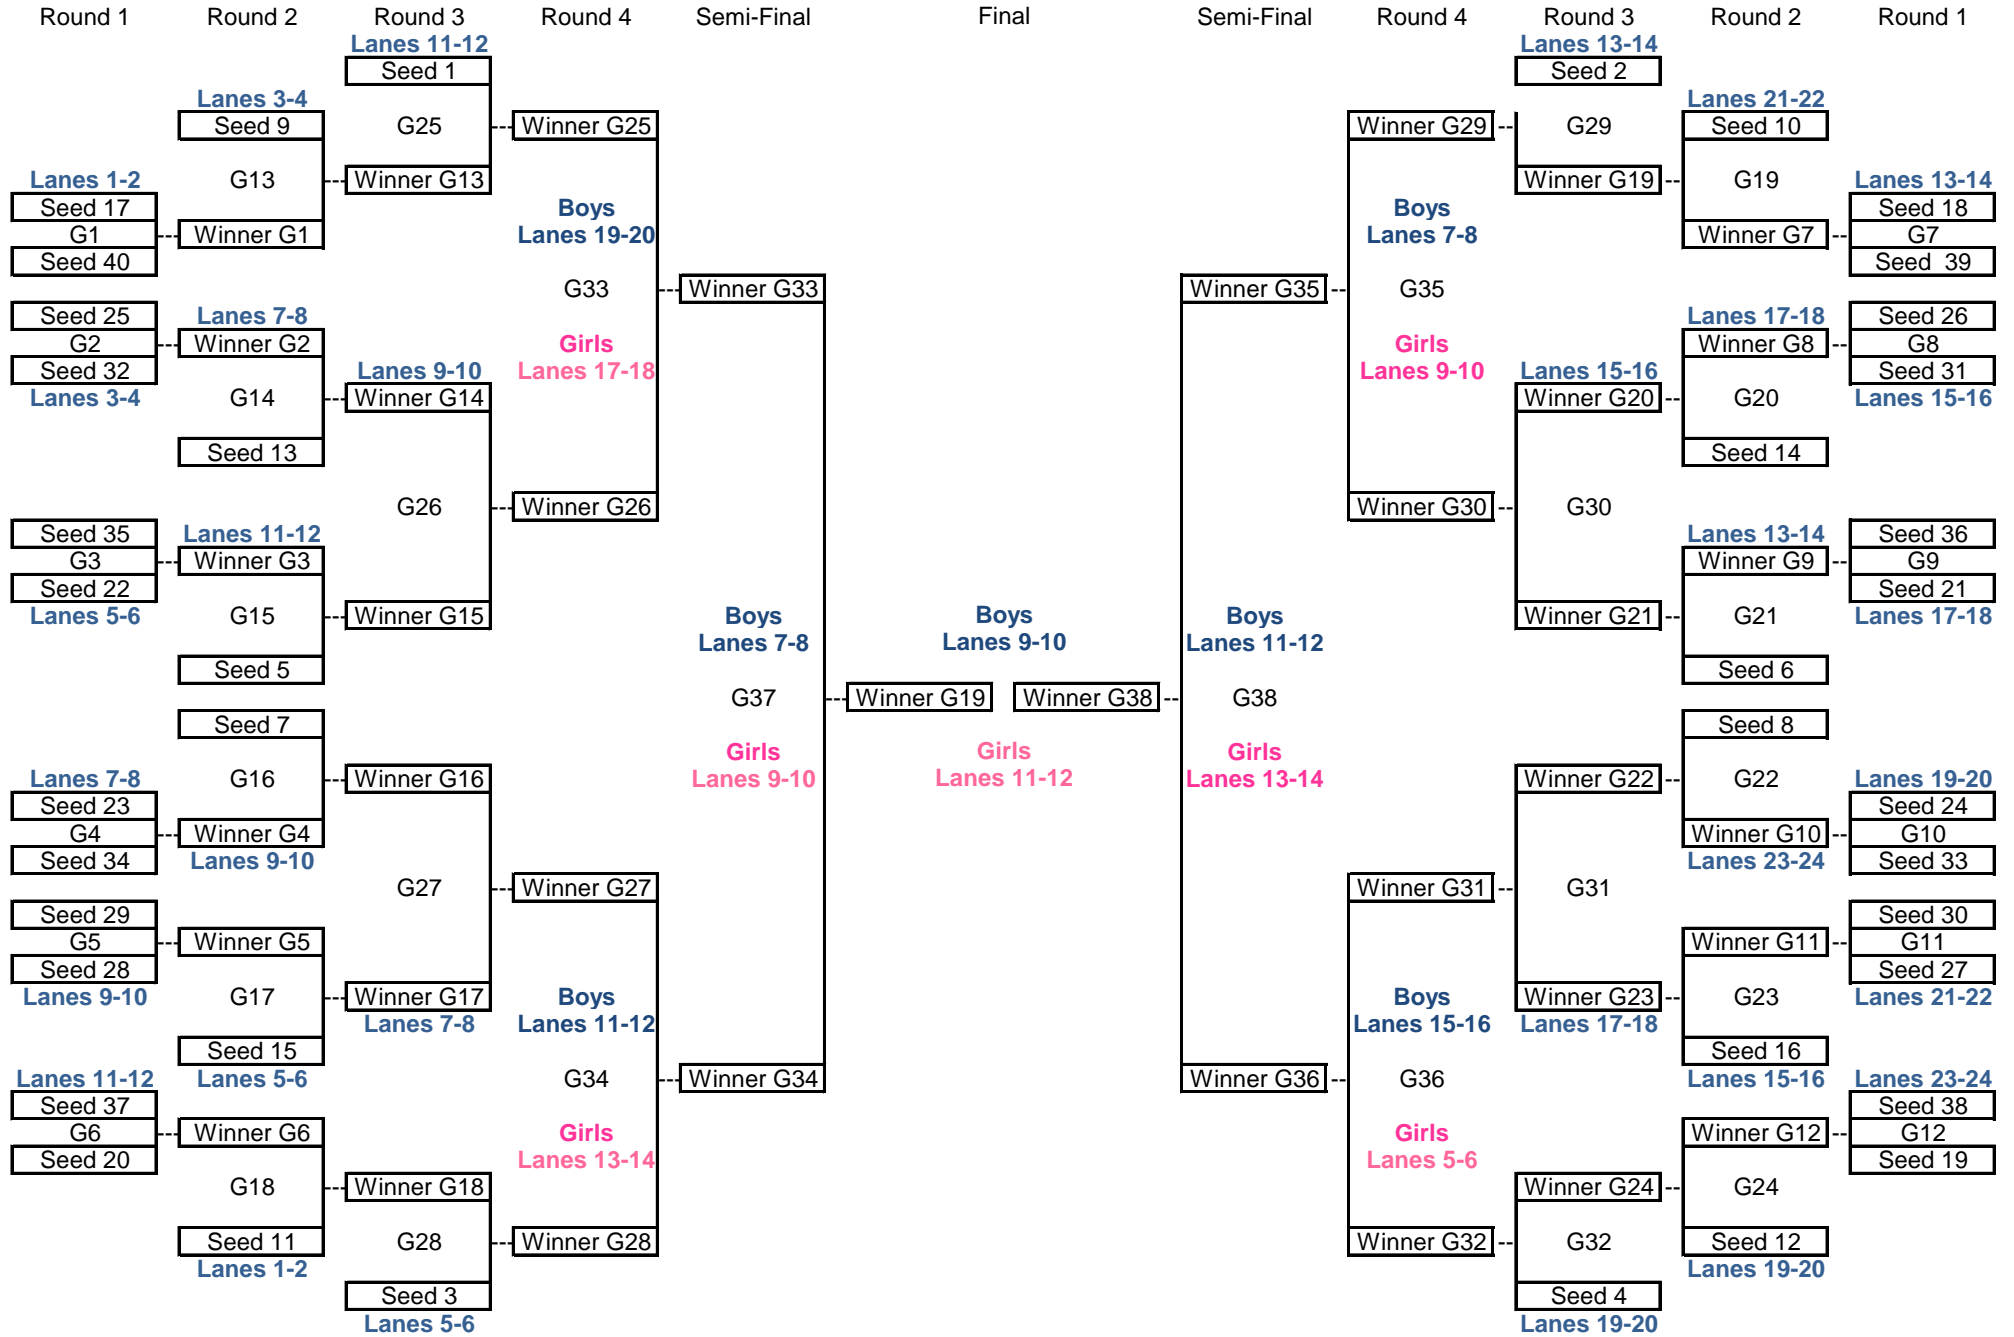 Round 1
Round 2
Round 3
Round 4
Semi-Final
Final
Semi-Final
Round 4
Round 3
Round 2
Round 1
Lanes 1-2
Seed 17
G1
Seed 40
Seed 25
G2
Seed 32
Lanes 3-4
Seed 35
G3
Seed 22
Lanes 5-6
Lanes 7-8
Seed 23
G4
Seed 34
Seed 29
G5
Seed 28
Lanes 9-10
Lanes 11-12
Seed 37
G6
Seed 20
Lanes 3-4
Seed 9
G13
Winner G1
Lanes 7-8
Winner G2
G14
Seed 13
Lanes 11-12
Winner G3
G15
Seed 5
Seed 7
G16
Winner G4
Lanes 9-10
Winner G5
G17
Seed 15
Lanes 5-6
Winner G6
G18
Seed 11
Lanes 1-2
Lanes 11-12
Seed 1
G25
Winner G13
Lanes 9-10
Winner G14
G26
Winner G15
Winner G16
G27
Winner G17
Lanes 7-8
Winner G18
G28
Seed 3
Lanes 5-6
Winner G25
Boys
Lanes 19-20
G33
Girls
Lanes 17-18
Winner G26
Winner G27
Boys
Lanes 11-12
G34
Girls
Lanes 13-14
Winner G28
Winner G33
Boys
Lanes 7-8
G37
Girls
Lanes 9-10
Winner G34
Boys
Lanes 9-10
Winner G19
Winner G38
Girls
Lanes 11-12
Winner G35
Boys
Lanes 11-12
G38
Girls
Lanes 13-14
Winner G36
Winner G29
Boys
Lanes 7-8
G35
Girls
Lanes 9-10
Winner G30
Winner G31
Boys
Lanes 15-16
G36
Girls
Lanes 5-6
Winner G32
Lanes 13-14
Seed 2
G29
Winner G19
Lanes 15-16
Winner G20
G30
Winner G21
Winner G22
G31
Winner G23
Lanes 17-18
Winner G24
G32
Seed 4
Lanes 19-20
Lanes 21-22
Seed 10
G19
Winner G7
Lanes 17-18
Winner G8
G20
Seed 14
Lanes 13-14
Winner G9
G21
Seed 6
Seed 8
G22
Winner G10
Lanes 23-24
Winner G11
G23
Seed 16
Lanes 15-16
Winner G12
G24
Seed 12
Lanes 19-20
Lanes 13-14
Seed 18
G7
Seed 39
Seed 26
G8
Seed 31
Lanes 15-16
Seed 36
G9
Seed 21
Lanes 17-18
Lanes 19-20
Seed 24
G10
Seed 33
Seed 30
G11
Seed 27
Lanes 21-22
Lanes 23-24
Seed 38
G12
Seed 19